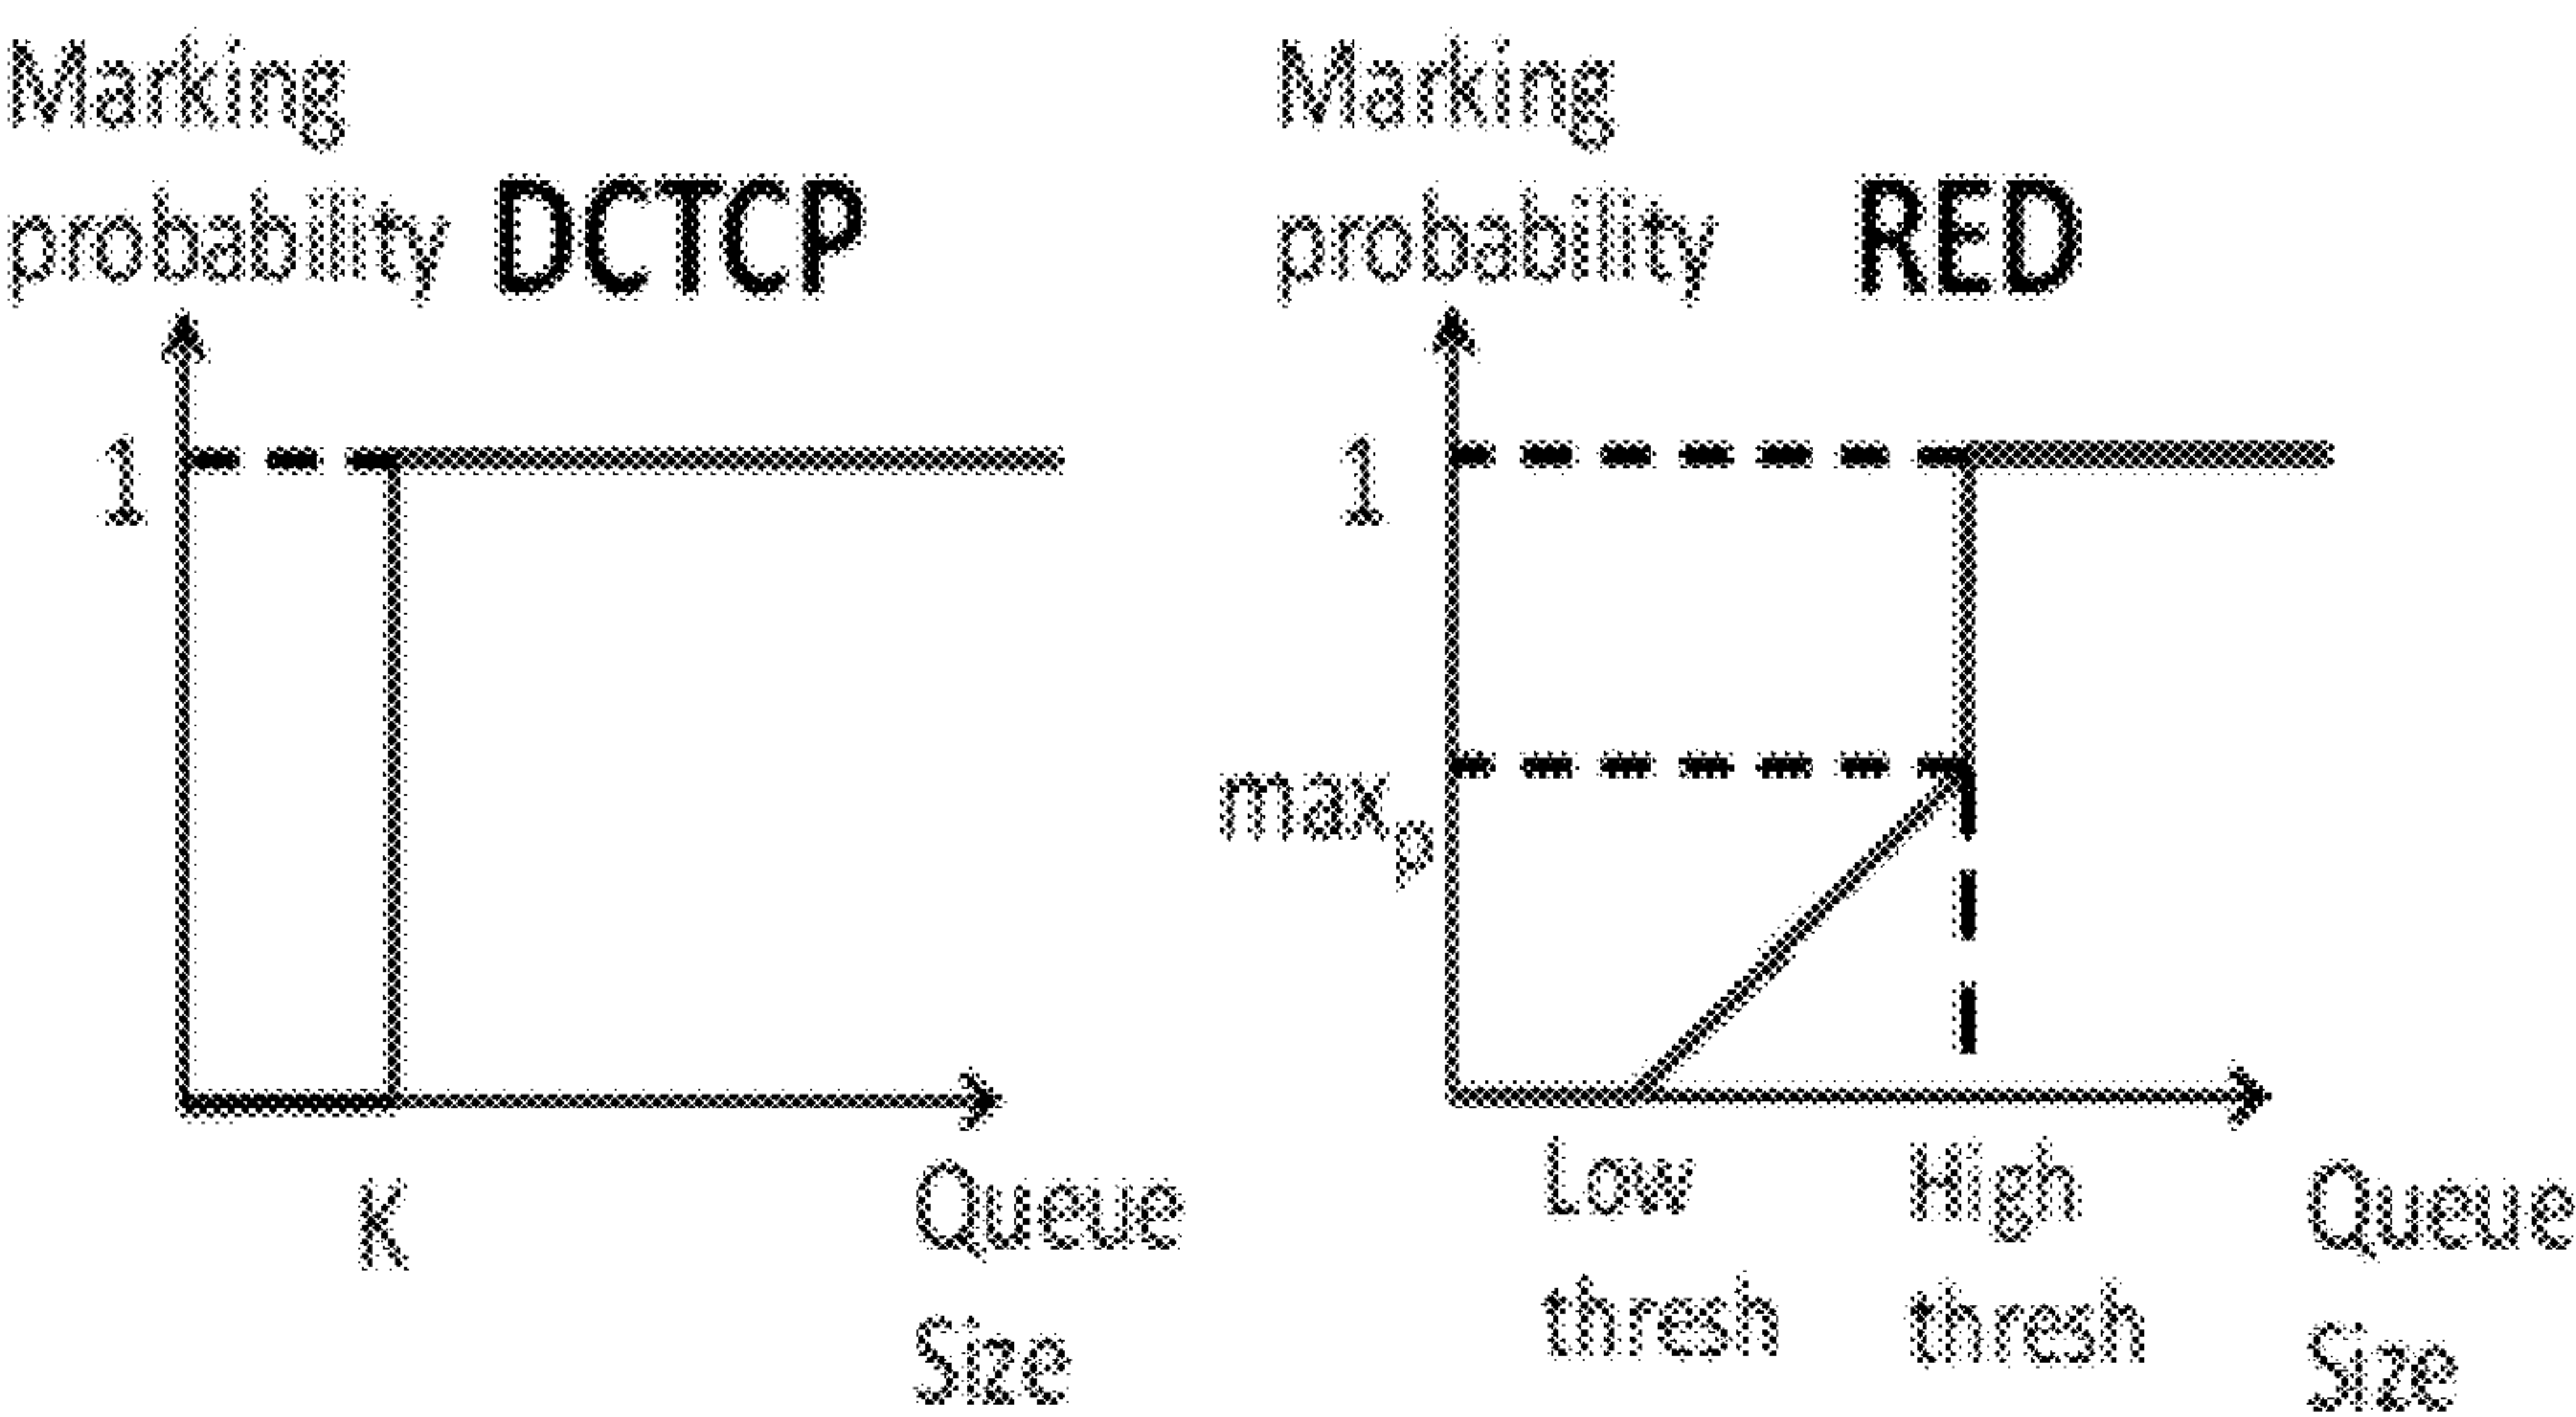 Marking
probability DCTCP
1
K
Queue
Size
Marking
probability RED
1
max_p
Low
thresh
High
thresh
Queue
Size